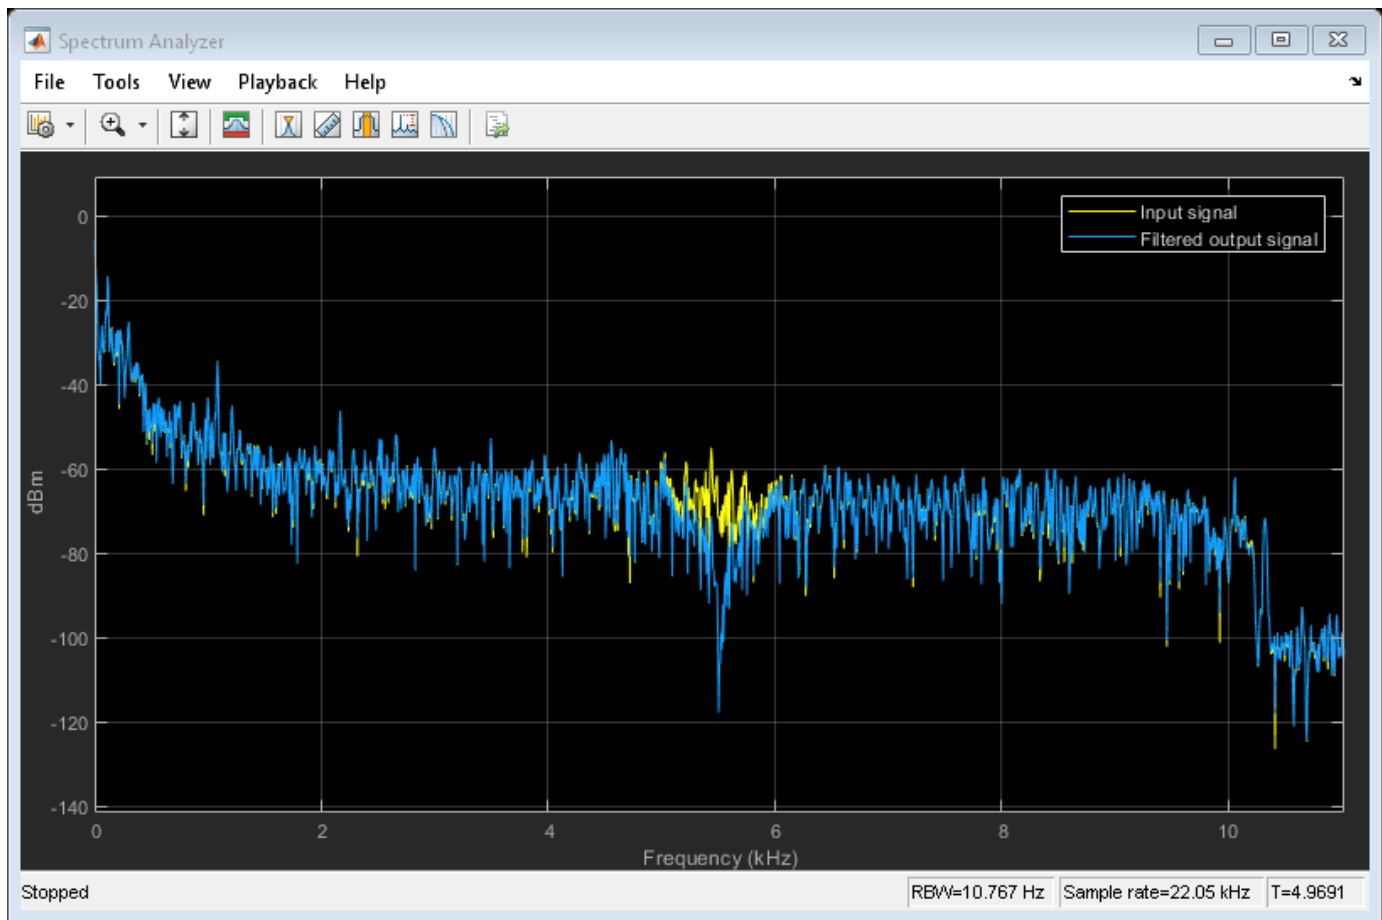 Spectrum Analyzer
File Tools View Playback Help
Input signal
Filtered output signal
0
-20
-40
-60
-80
-100
-120
-140
dBm
0 2 4 6 8 10
Frequency (kHz)
Stopped RBW=10.767 Hz Sample rate=22.05 kHz T=4.9691